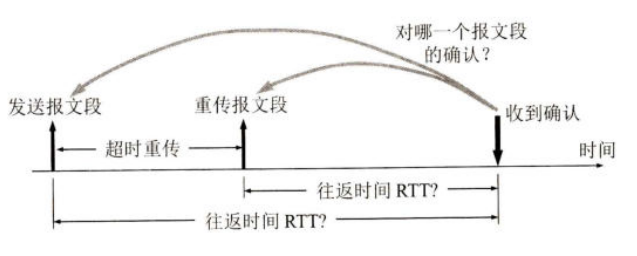 对哪一个报文段
的确认?
发送报文段
重传报文段
收到确认
超时重传
时间
往返时间 RTT?
往返时间 RTT?